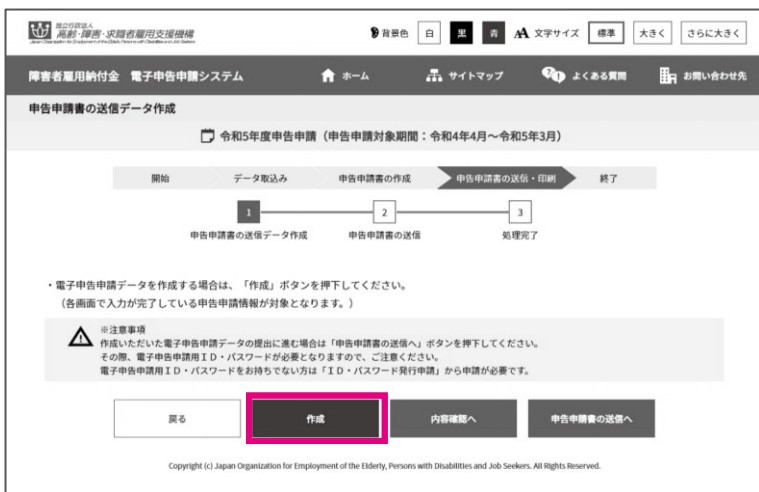 独立行政法人
高齢・障害・求職者雇用支援機構
Japan Organization for Employment of the Elderly, Persons with Disabilities and Job Seekers
背景色 白 黒 青 AA 文字サイズ 標準 大きく さらに大きく
障害者雇用納付金 電子申告申請システム ホーム サイトマップ よくある質問 お問い合わせ先
申告申請書の送信データ作成
令和5年度申告申請（申告申請対象期間：令和4年4月～令和5年3月）
開始 データ取込み 申告申請書の作成 申告申請書の送信・印刷 終了
1 2 3
申告申請書の送信データ作成 申告申請書の送信 処理完了
・電子申告申請データを作成する場合は、「作成」ボタンを押下してください。
（各画面で入力が完了している申告申請情報が対象となります。）
※注意事項
作成いただいた電子申告申請データの提出に進む場合は「申告申請書の送信へ」ボタンを押下してください。
その際、電子申告申請用ＩＤ・パスワードが必要となりますので、ご注意ください。
電子申告申請用ＩＤ・パスワードをお持ちでない方は「ＩＤ・パスワード発行申請」から申請が必要です。
戻る 作成 内容確認へ 申告申請書の送信へ
Copyright (c) Japan Organization for Employment of the Elderly, Persons with Disabilities and Job Seekers. All Rights Reserved.